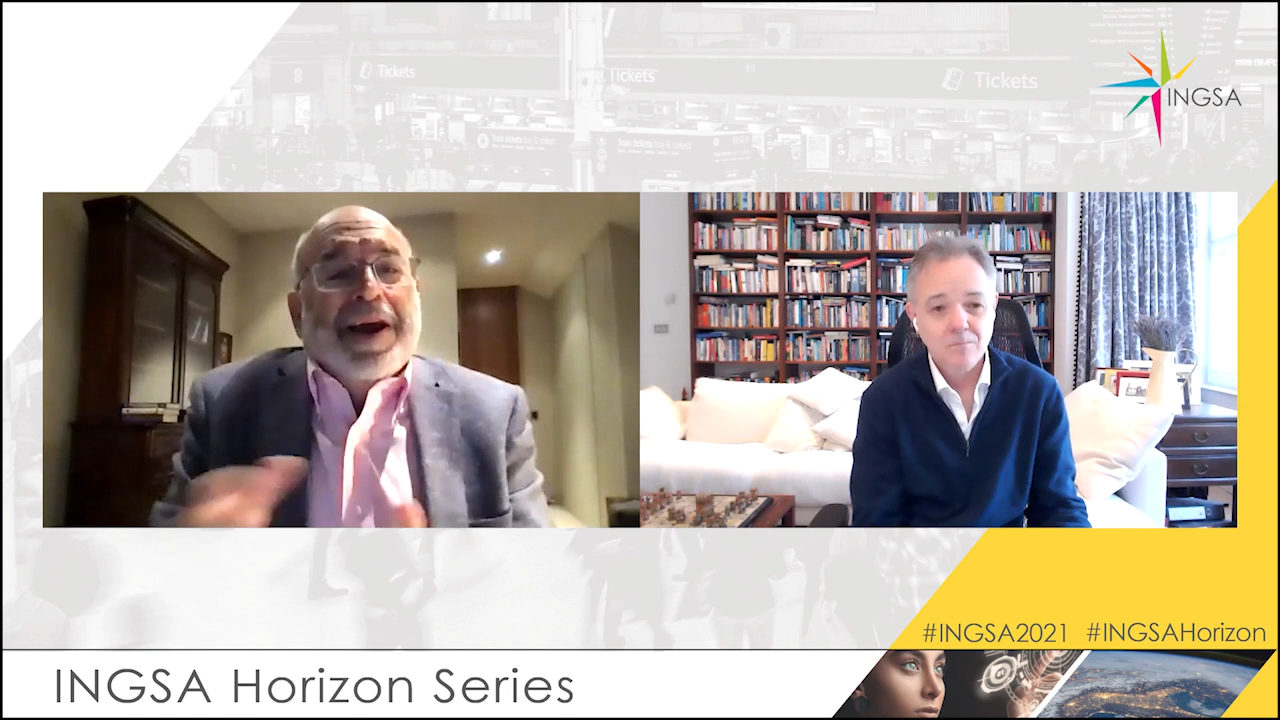 Tickets
Tickets
Tickets
INGSA
#INGSA2021 #INGSAHorizon
INGSA Horizon Series